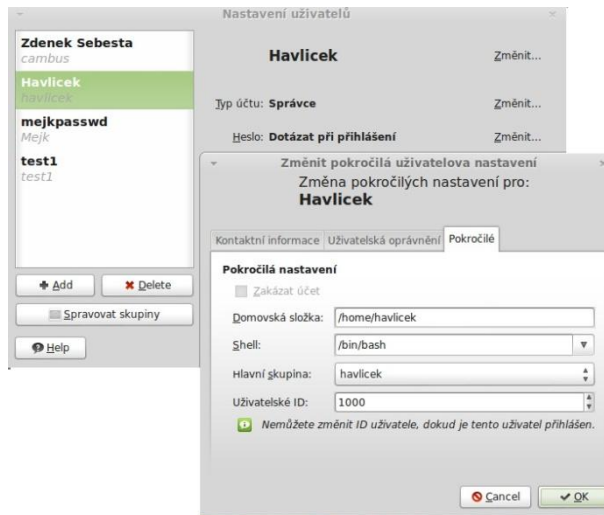 Nastavení uživatelů
Zdenek Sebesta
cambus
Havlicek
havlicek
mejkpasswd
Mejk
test1
test1
Add
Delete
Spravovat skupiny
Help
Havlicek
Změnit...
Typ účtu: Správce
Změnit...
Heslo: Dotázat při přihlášení
Změnit...
Změnit pokročilá uživatelova nastavení
Změna pokročilých nastavení pro:
Havlicek
Kontaktní informace
Uživatelská oprávnění
Pokročilé
Pokročilá nastavení
Zakázat účet
Domovská složka: /home/havlicek
Shell: /bin/bash
Hlavní skupina: havlicek
Uživatelské ID: 1000
Nemůžete změnit ID uživatele, dokud je tento uživatel přihlášen.
Cancel
OK